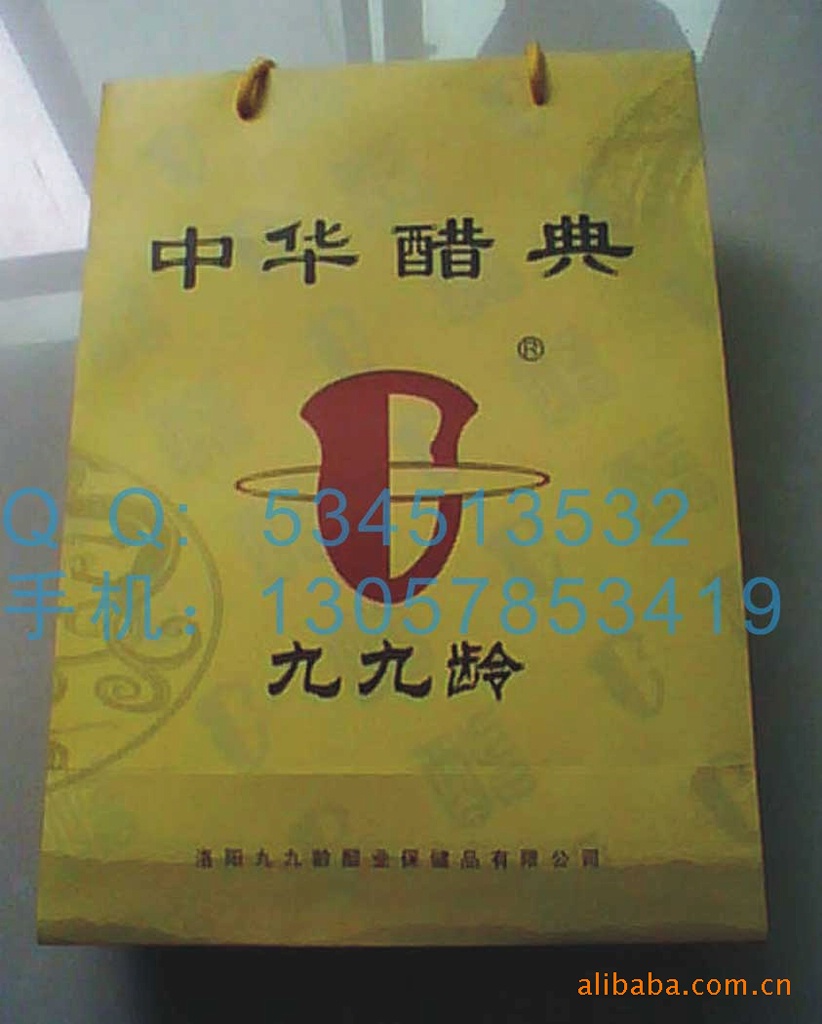 中华醋典
®
QQ: 534513532
手机: 13057853419
九九龄
洛阳九九龄醋业保健品有限公司
alibaba.com.cn